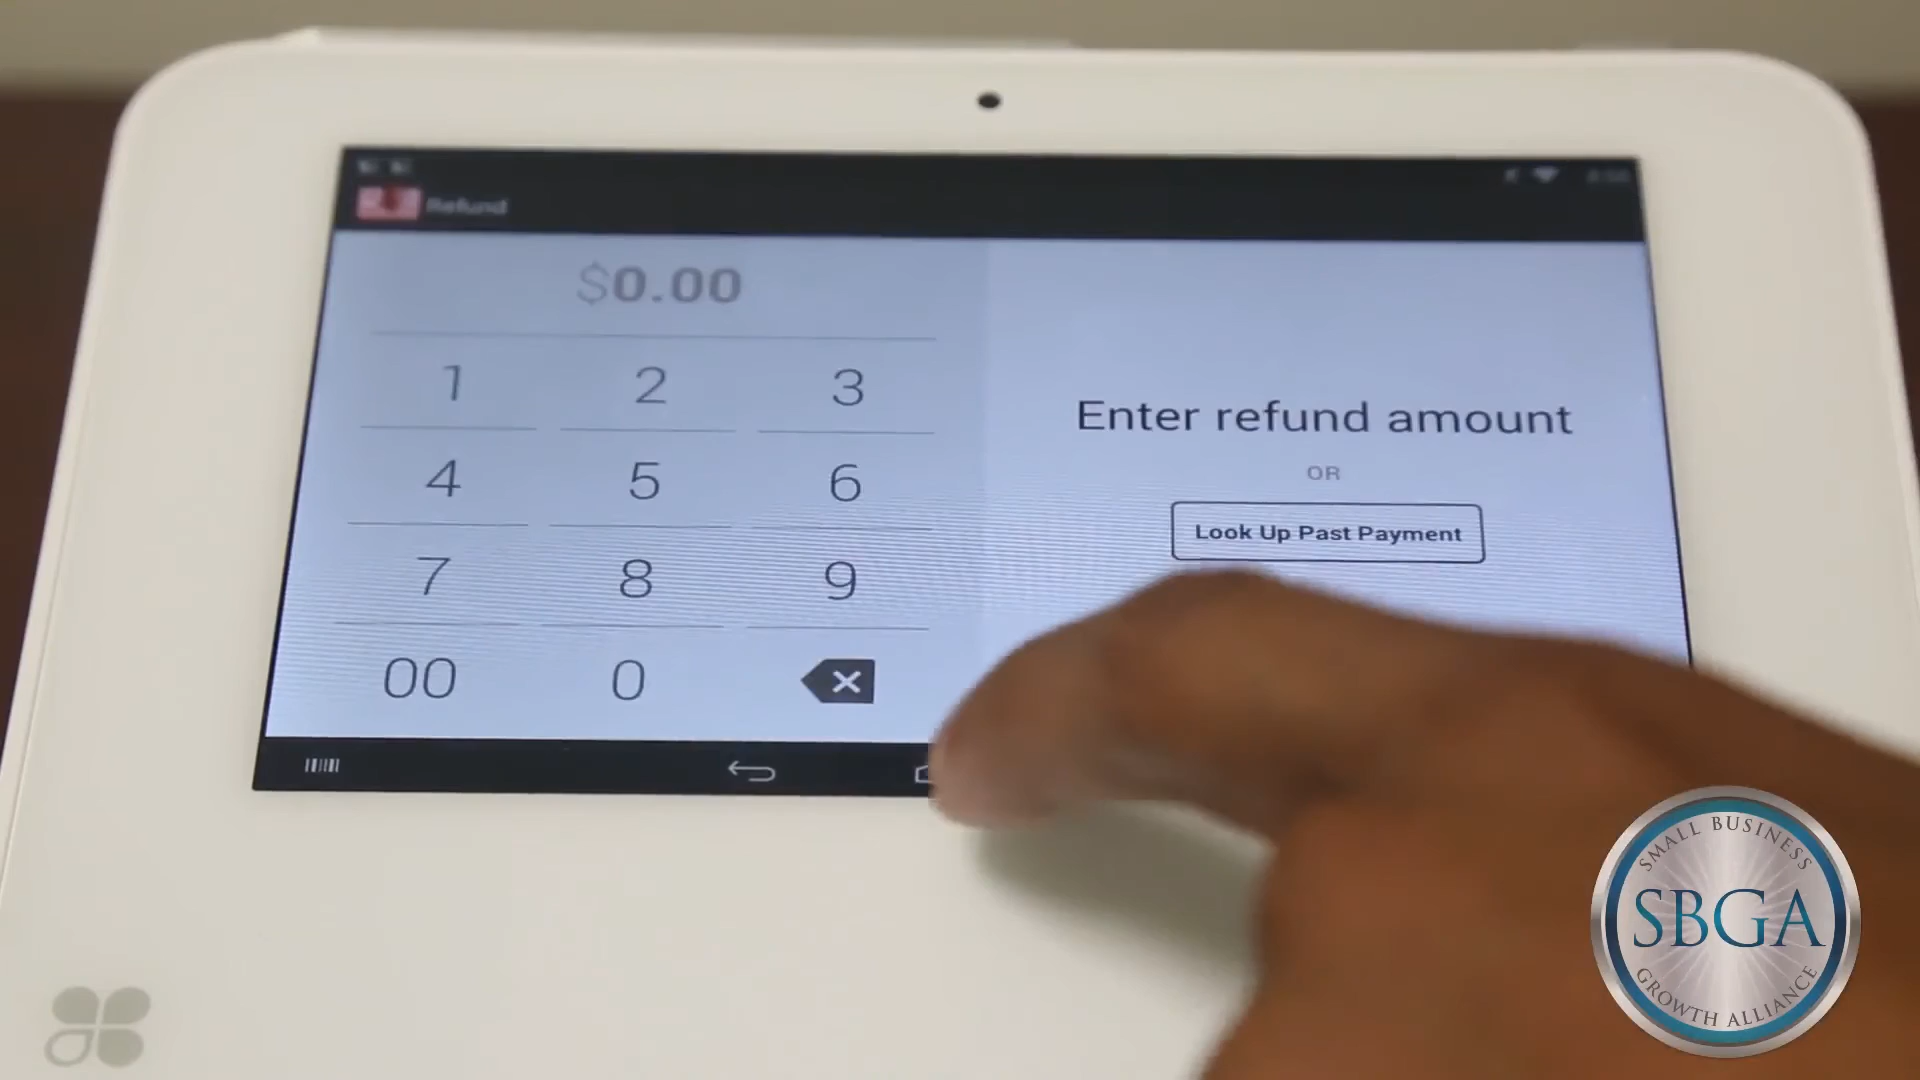 Refund
$0.00
1 2 3
4 5 6
7 8 9
00 0
Enter refund amount
OR
Look Up Past Payment
SMALL BUSINESS
SBGA
GROWTH ALLIANCE